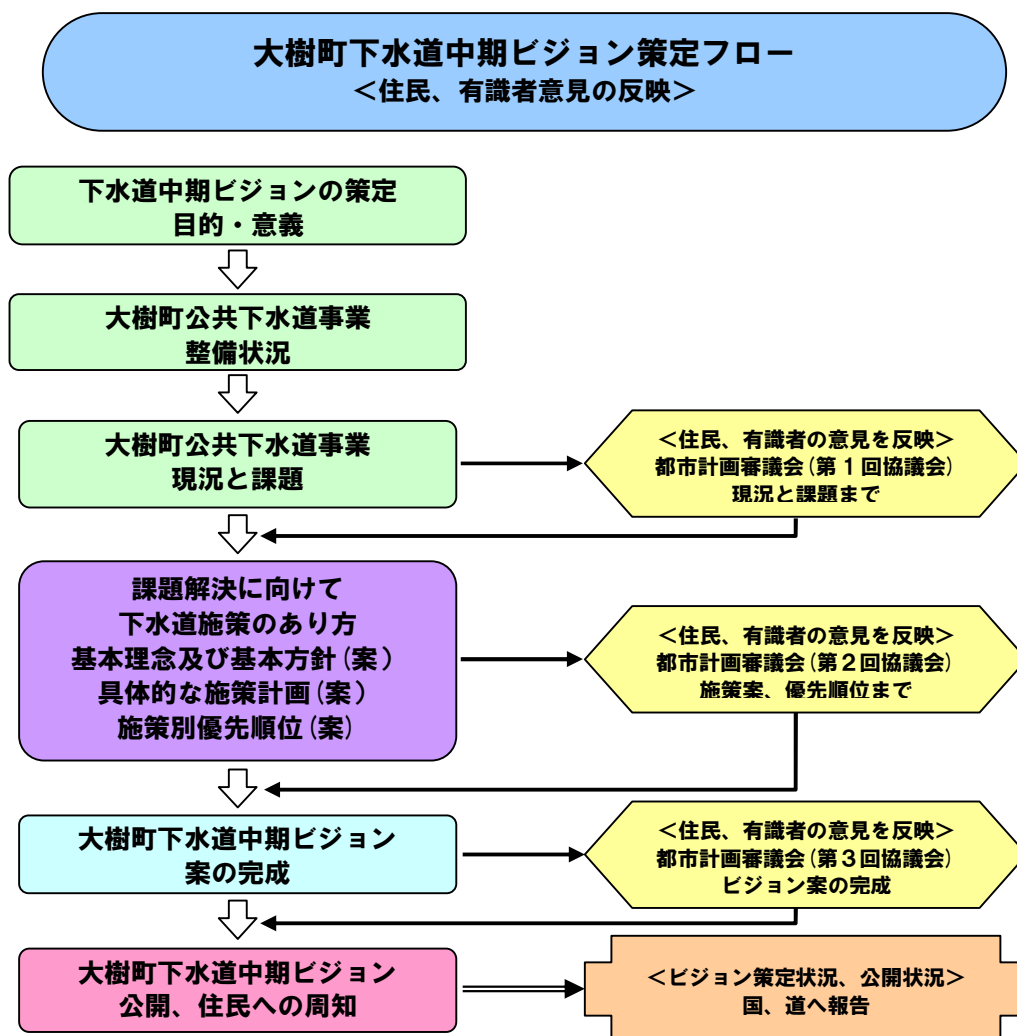 大樹町下水道中期ビジョン策定フロー
＜住民、有識者意見の反映＞
下水道中期ビジョンの策定
目的・意義
大樹町公共下水道事業
整備状況
大樹町公共下水道事業
現況と課題
＜住民、有識者の意見を反映＞
都市計画審議会(第１回協議会)
現況と課題まで
課題解決に向けて
下水道施策のあり方
基本理念及び基本方針(案)
具体的な施策計画(案)
施策別優先順位(案)
＜住民、有識者の意見を反映＞
都市計画審議会(第２回協議会)
施策案、優先順位まで
大樹町下水道中期ビジョン
案の完成
＜住民、有識者の意見を反映＞
都市計画審議会(第３回協議会)
ビジョン案の完成
大樹町下水道中期ビジョン
公開、住民への周知
＜ビジョン策定状況、公開状況＞
国、道へ報告